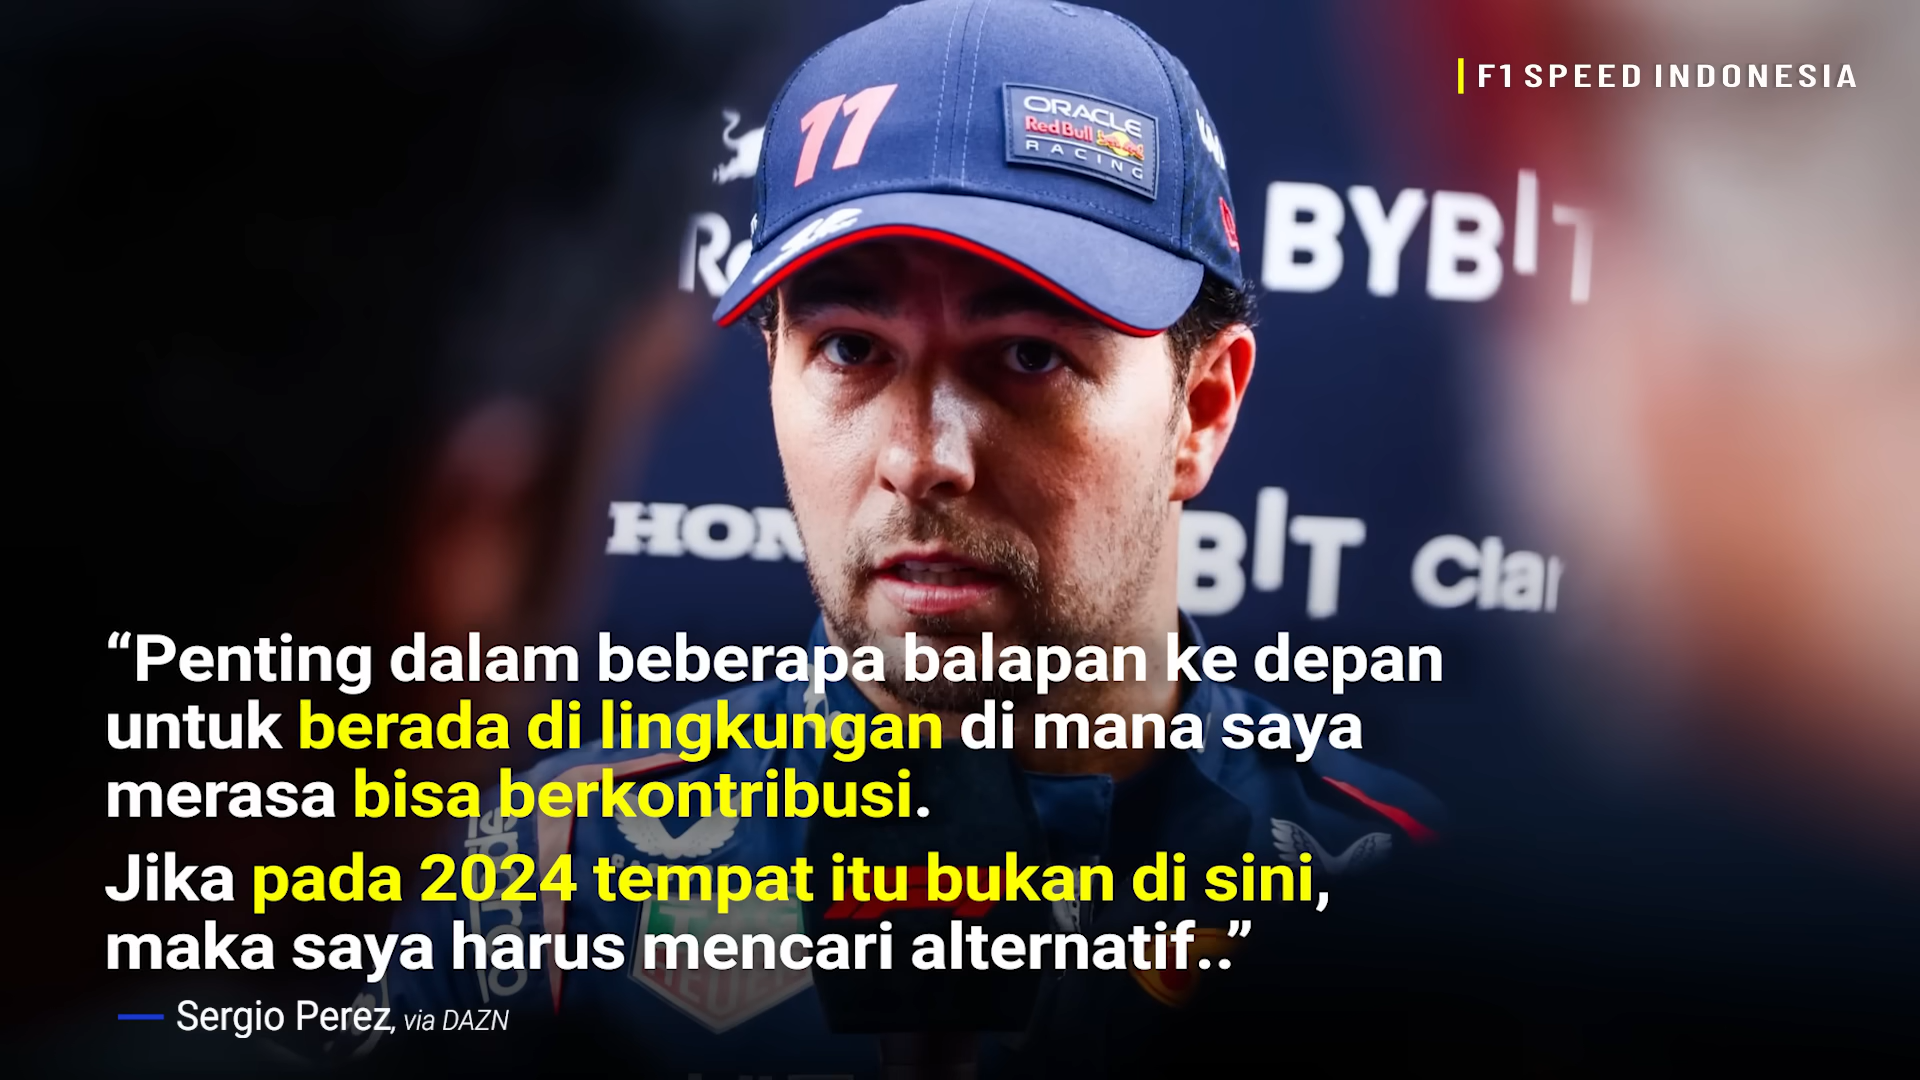 F1 SPEED INDONESIA
11
ORACLE
Red Bull
RACING
BYBIT
“Penting dalam beberapa balapan ke depan
untuk berada di lingkungan di mana saya
merasa bisa berkontribusi.
Jika pada 2024 tempat itu bukan di sini,
maka saya harus mencari alternatif..”
— Sergio Perez, via DAZN